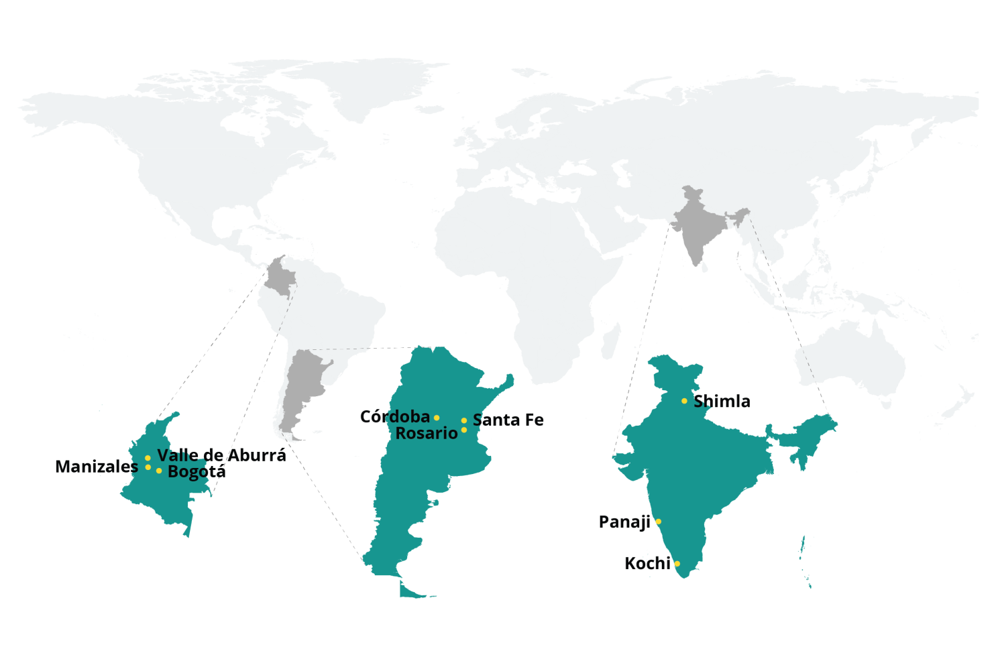 Valle de Aburrá
Manizales
Bogotá
Córdoba
Santa Fe
Rosario
Shimla
Panaji
Kochi